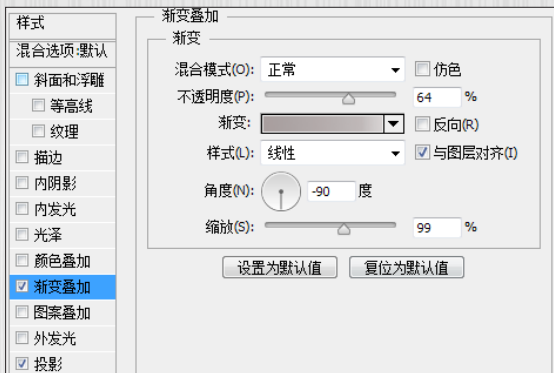 样式
混合选项:默认
斜面和浮雕
等高线
纹理
描边
内阴影
内发光
光泽
颜色叠加
渐变叠加
图案叠加
外发光
投影
渐变叠加
渐变
混合模式(O): 正常 仿色
不透明度(P): 64 %
渐变: 反向(R)
样式(L): 线性 与图层对齐(I)
角度(N): -90 度
缩放(S): 99 %
设置为默认值 复位为默认值